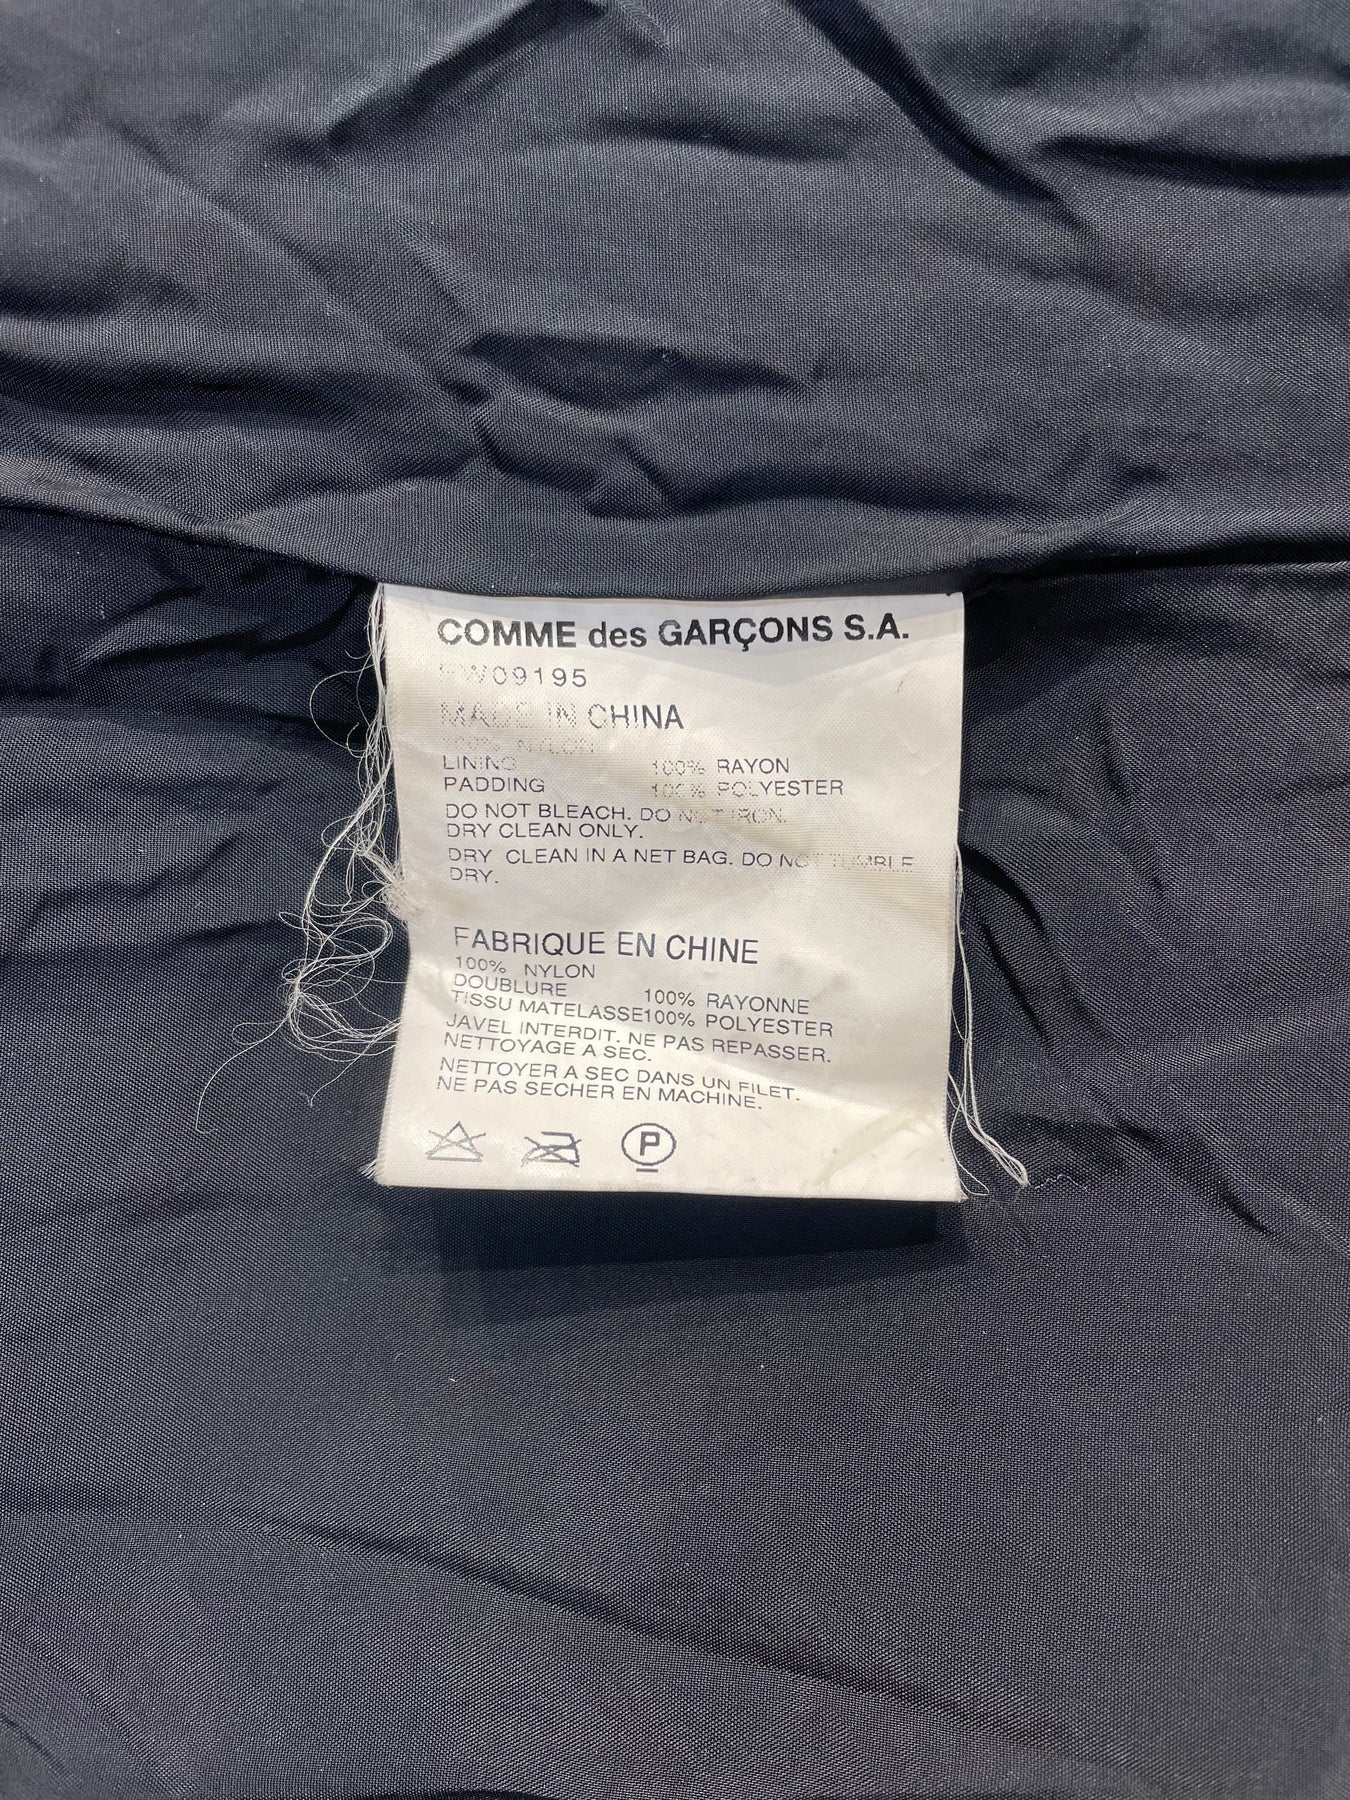 COMME des GARÇONS S.A.
W09195
MADE IN CHINA
100% NYLON
LINING 100% RAYON
PADDING 100% POLYESTER
DO NOT BLEACH. DO NOT IRON.
DRY CLEAN ONLY.
DRY CLEAN IN A NET BAG. DO NOT TUMBLE
DRY.
FABRIQUE EN CHINE
100% NYLON
DOUBLURE 100% RAYONNE
TISSU MATELASSE100% POLYESTER
JAVEL INTERDIT. NE PAS REPASSER.
NETTOYAGE A SEC.
NETTOYER A SEC DANS UN FILET.
NE PAS SECHER EN MACHINE.
P